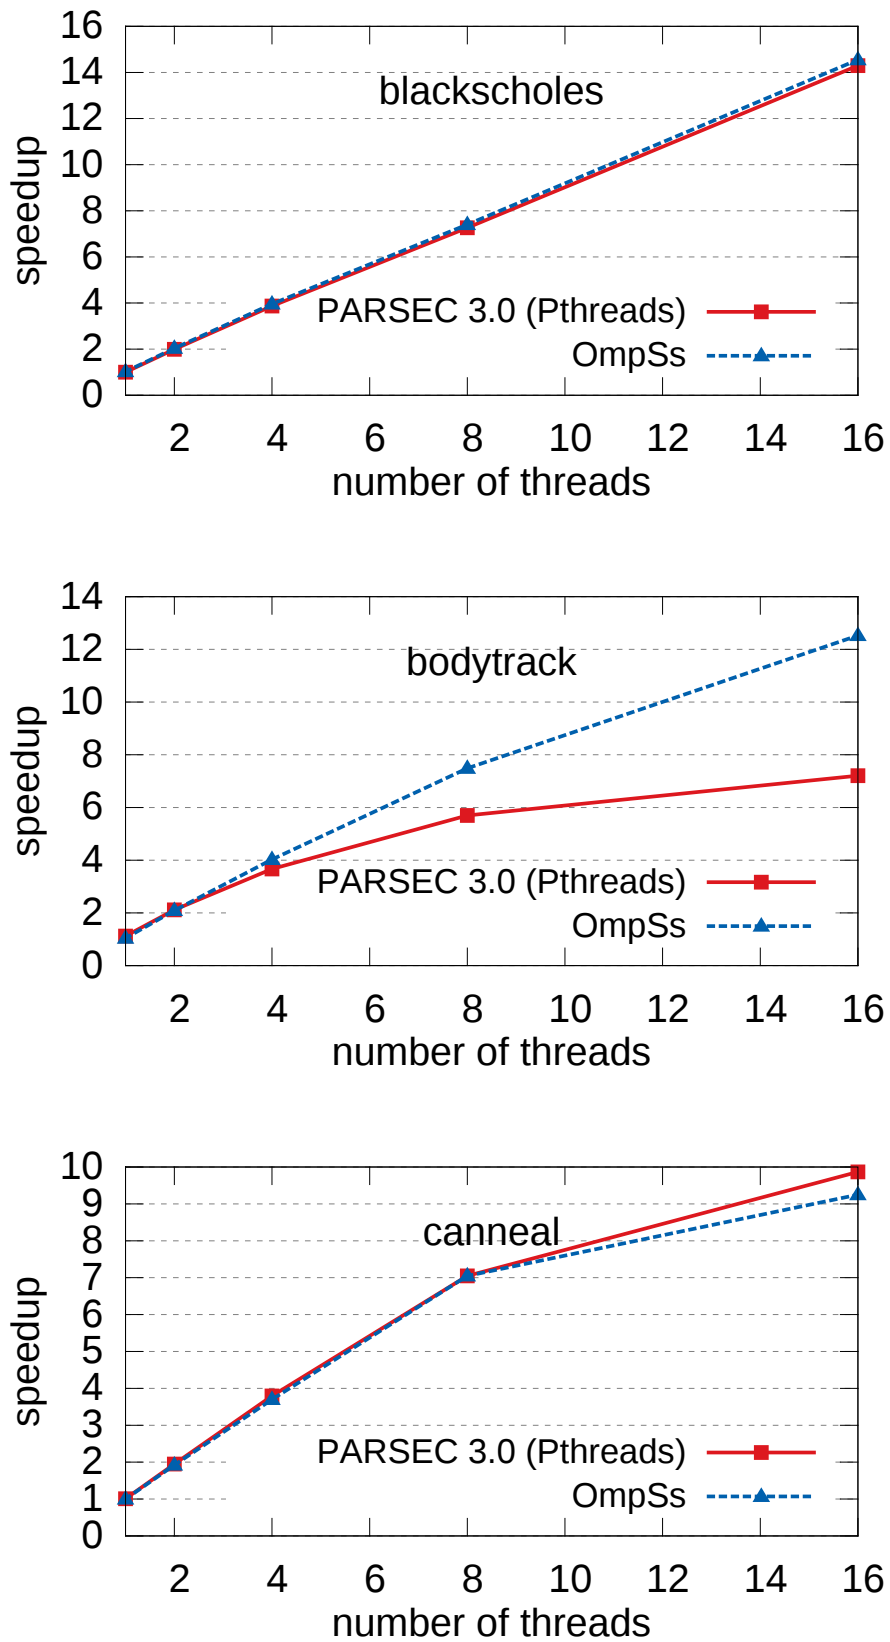 16
14
12
10
8
6
4
2
0
speedup
blackscholes
PARSEC 3.0 (Pthreads)
OmpSs
2 4 6 8 10 12 14 16
number of threads
14
12
10
8
6
4
2
0
speedup
bodytrack
PARSEC 3.0 (Pthreads)
OmpSs
2 4 6 8 10 12 14 16
number of threads
10
9
8
7
6
5
4
3
2
1
0
speedup
canneal
PARSEC 3.0 (Pthreads)
OmpSs
2 4 6 8 10 12 14 16
number of threads